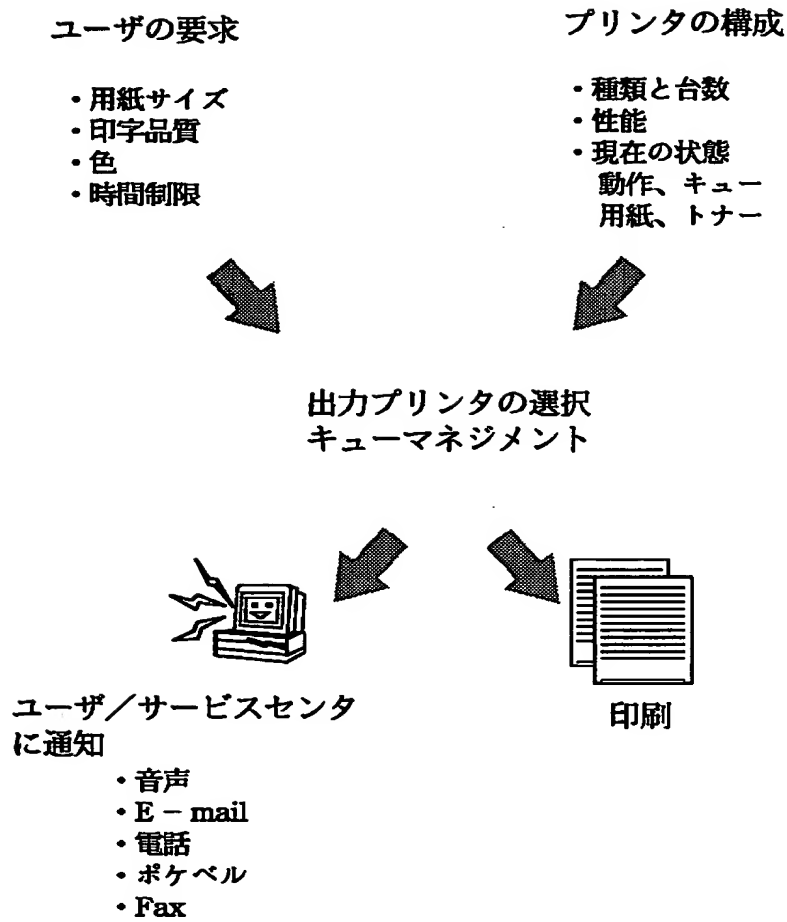 ユーザの要求
・用紙サイズ
・印字品質
・色
・時間制限
プリンタの構成
・種類と台数
・性能
・現在の状態
動作、キュー
用紙、トナー
出力プリンタの選択
キューマネジメント
ユーザ／サービスセンタ
に通知
・音声
・E－mail
・電話
・ポケベル
・Fax
印刷